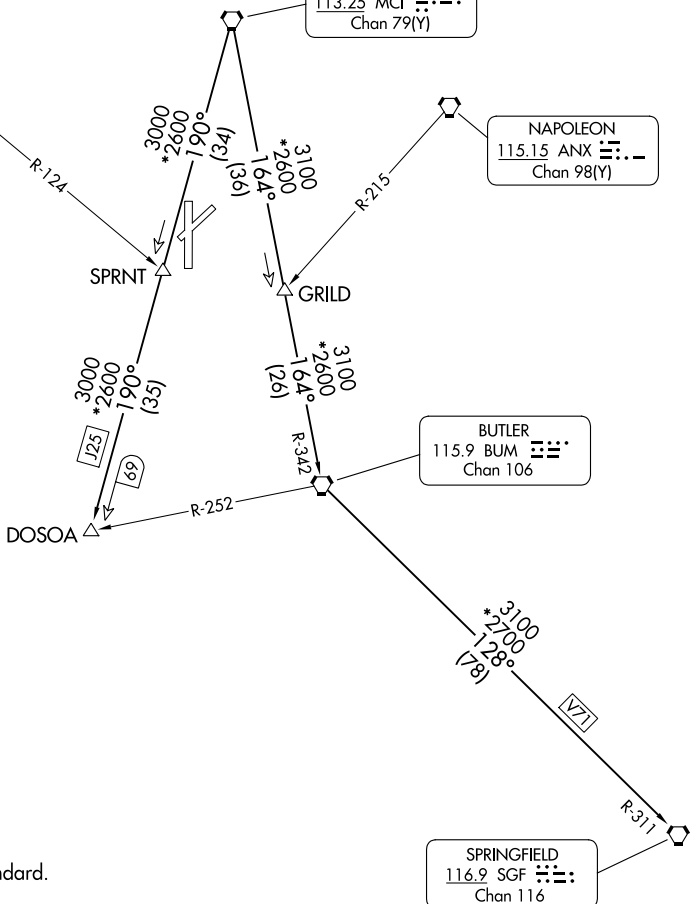 113.25 MCI
Chan 79(Y)
NAPOLEON
115.15 ANX
Chan 98(Y)
3000
*2600
190°
(34)
3100
*2600
164°
(36)
R-124
R-215
SPRNT
GRILD
3000
*2600
190°
(35)
3100
*2600
164°
(26)
J25
69
R-342
BUTLER
115.9 BUM
Chan 106
R-252
DOSOA
3100
*2700
128°
(78)
V71
R-311
SPRINGFIELD
116.9 SGF
Chan 116
ndard.